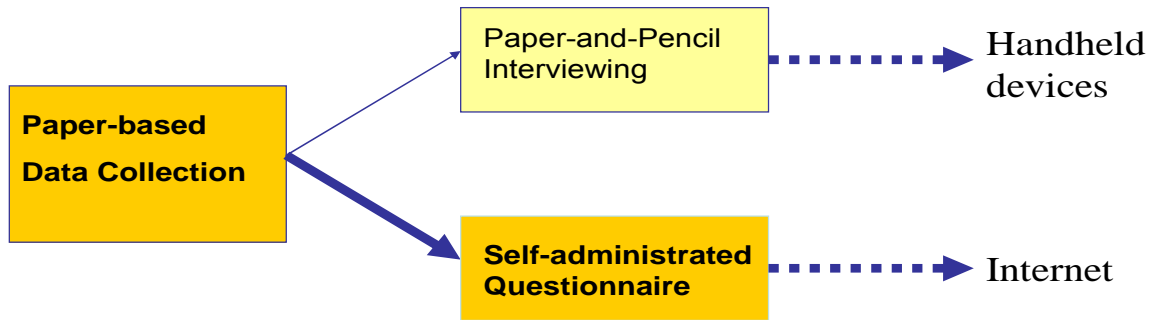 Paper-based
Data Collection
Paper-and-Pencil
Interviewing
Handheld
devices
Self-administrated
Questionnaire
Internet